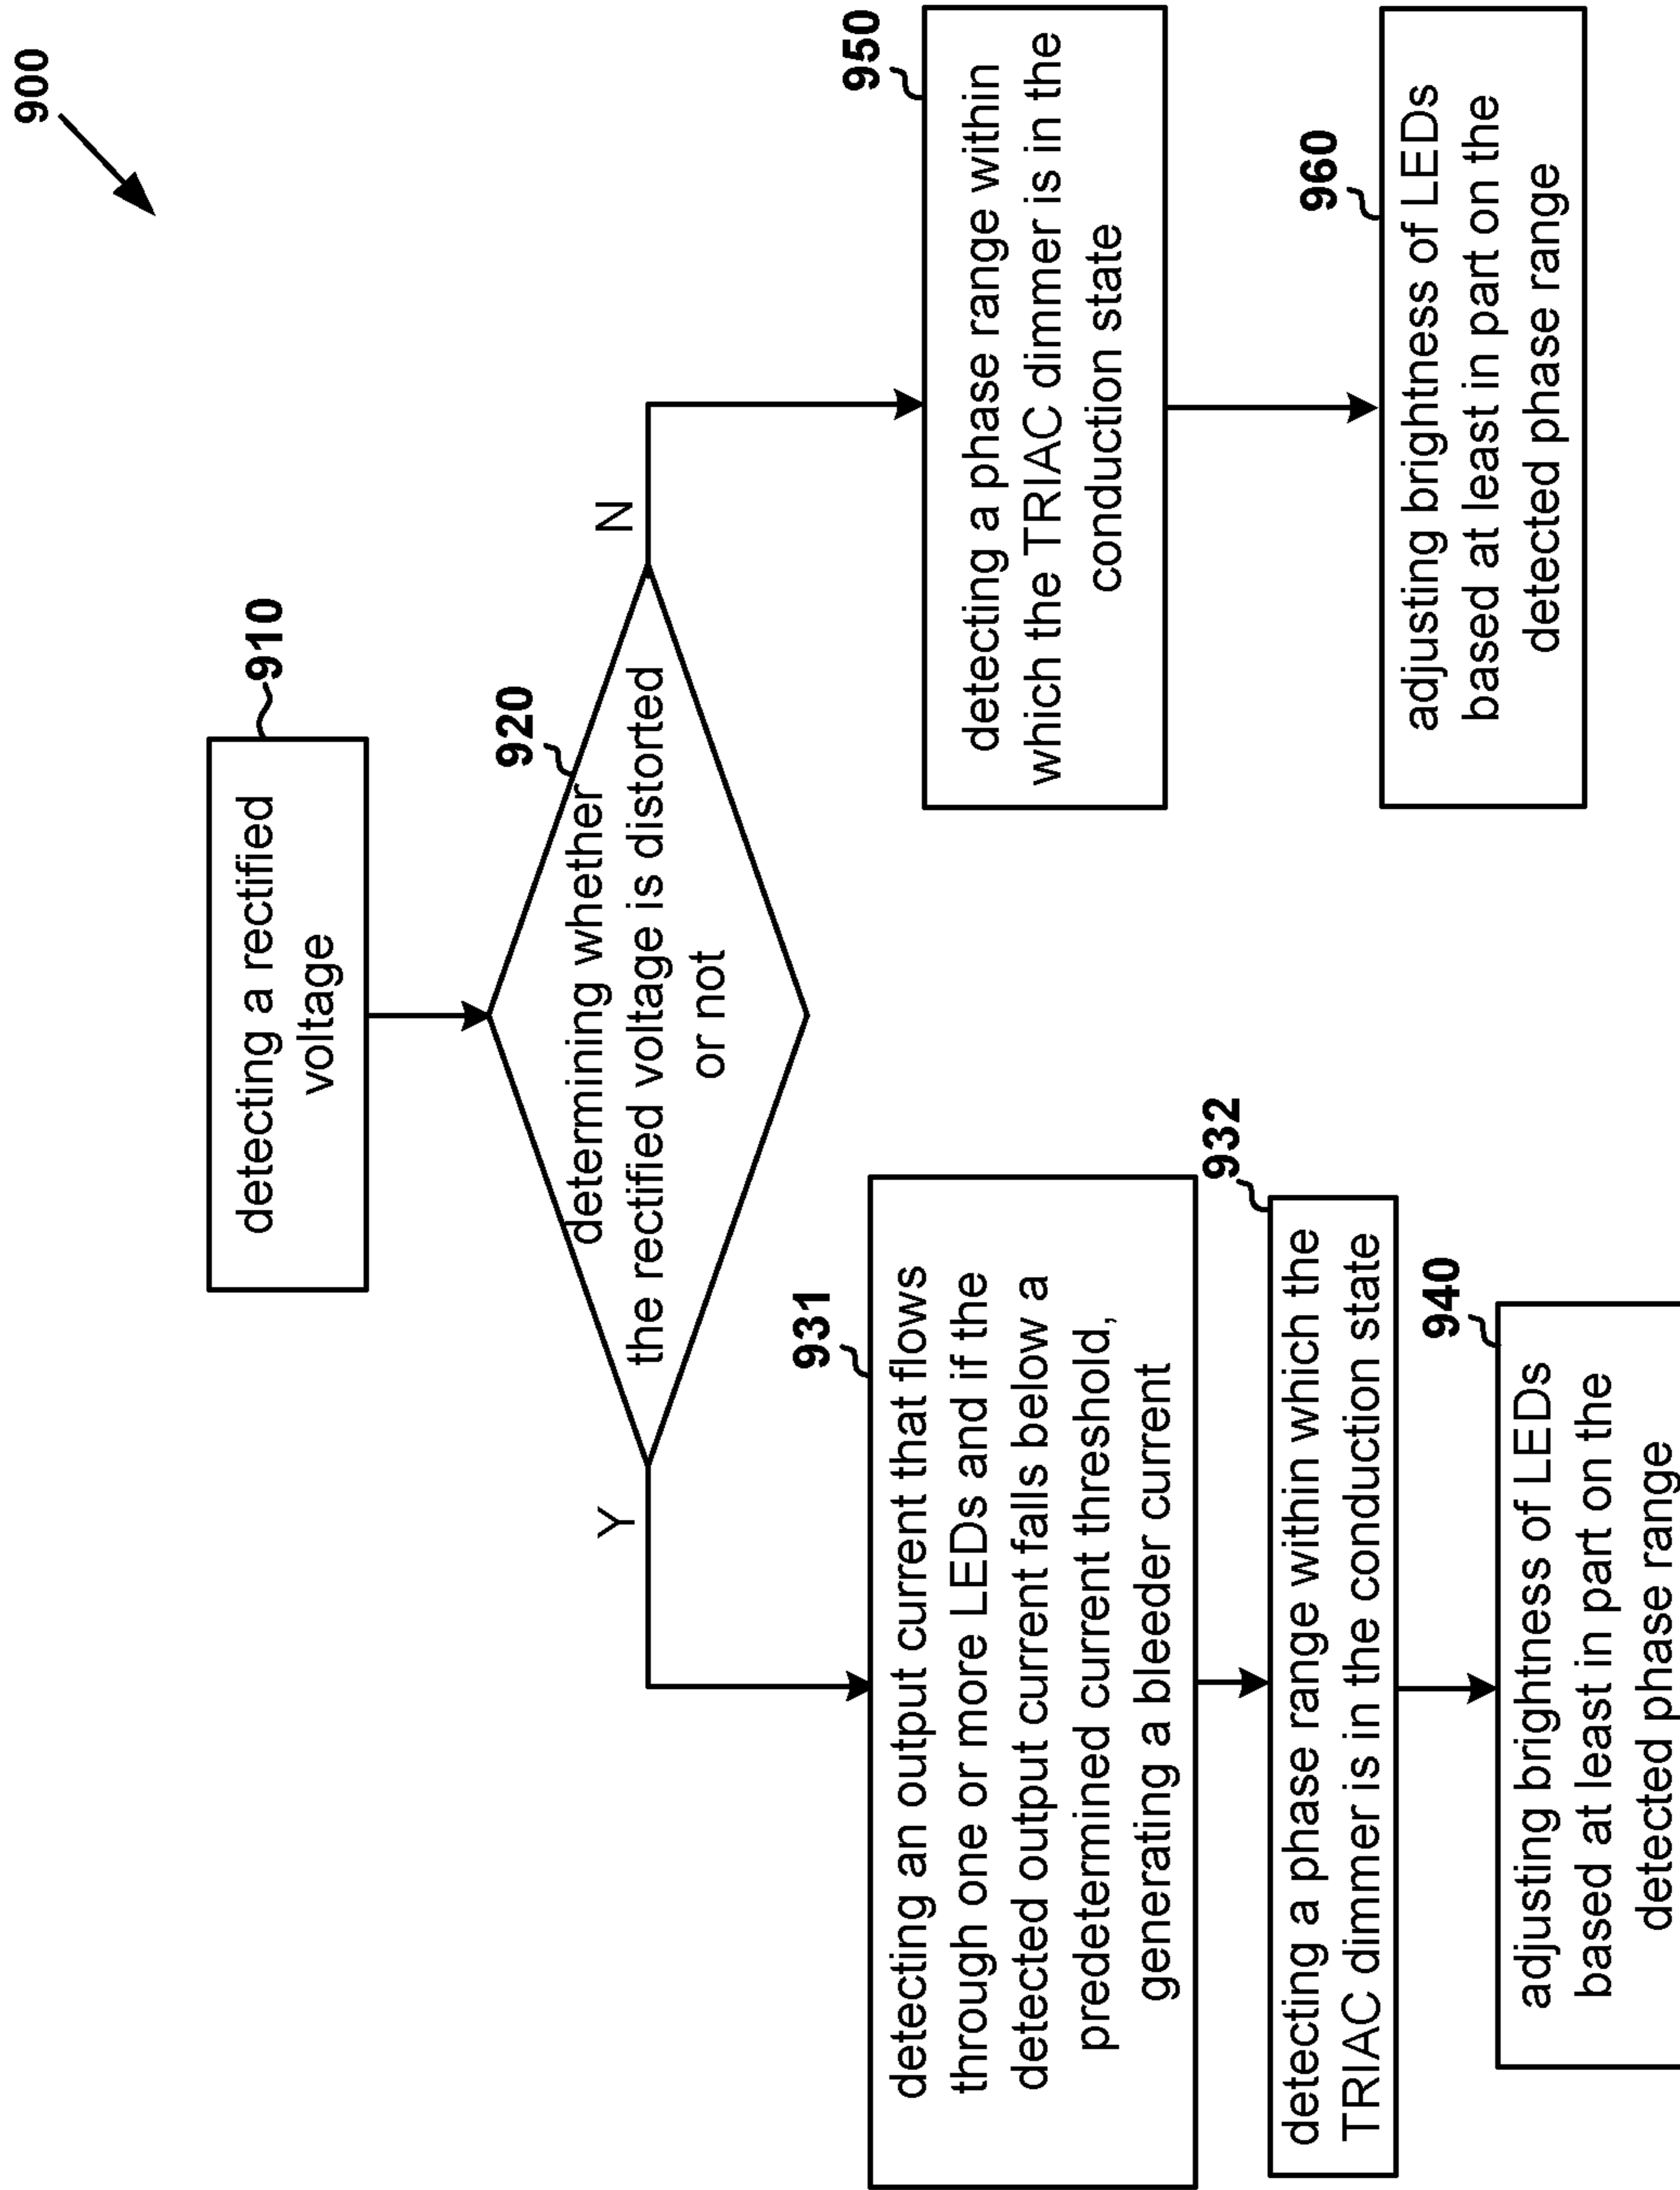 900
910
detecting a rectified
voltage
920
determining whether
the rectified voltage is distorted
or not
Y
N
931
detecting an output current that flows
through one or more LEDs and if the
detected output current falls below a
predetermined current threshold,
generating a bleeder current
932
detecting a phase range within which the
TRIAC dimmer is in the conduction state
940
adjusting brightness of LEDs
based at least in part on the
detected phase range
950
detecting a phase range within
which the TRIAC dimmer is in the
conduction state
960
adjusting brightness of LEDs
based at least in part on the
detected phase range